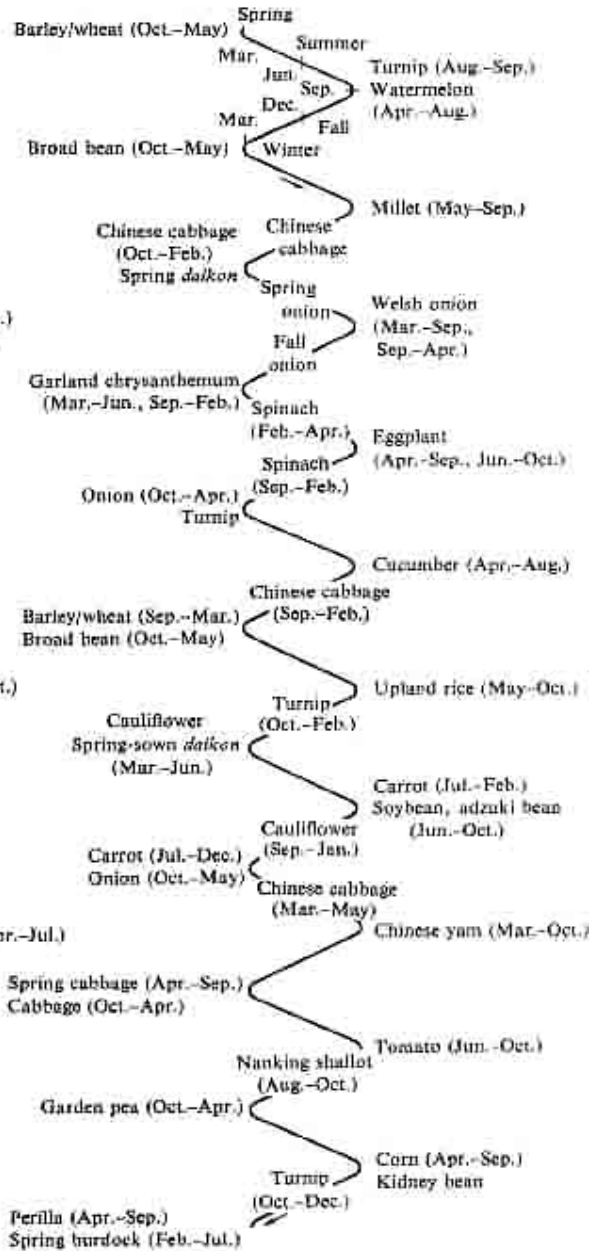 Spring
Barley/wheat (Oct.–May)
Summer
Mar.
Jun.
Turnip (Aug.-Sep.)
Sep.
Watermelon
Dec.
(Apr.–Aug.)
Mar.
Fall
Broad bean (Oct.–May)
Winter
Millet (May–Sep.)
Chinese cabbage
(Oct.–Feb.)
Spring daikon
Chinese
cabbage
Spring
onion
Welsh onion
(Mar.–Sep.,
Sep.–Apr.)
.)
Fall
onion
Garland chrysanthemum
(Mar.–Jun., Sep.–Feb.)
Spinach
(Feb.–Apr.)
Eggplant
(Apr.–Sep., Jun.–Oct.)
Spinach
(Sep.–Feb.)
Onion (Oct.–Apr.)
Turnip
Cucumber (Apr.–Aug.)
Chinese cabbage
(Sep.–Feb.)
Barley/wheat (Sep.–Mar.)
Broad bean (Oct.–May)
t.)
Upland rice (May–Oct.)
Turnip
(Oct.–Feb.)
Cauliflower
Spring-sown daikon
(Mar.–Jun.)
Carrot (Jul.–Feb.)
Soybean, adzuki bean
(Jun.–Oct.)
Cauliflower
(Sep.–Jan.)
Carrot (Jul.–Dec.)
Onion (Oct.–May)
Chinese cabbage
(Mar.–May)
r.–Jul.)
Chinese yam (Mar.–Oct.)
Spring cabbage (Apr.–Sep.)
Cabbage (Oct.–Apr.)
Tomato (Jun.–Oct.)
Nanking shallot
(Aug.–Oct.)
Garden pea (Oct.–Apr.)
Corn (Apr.–Sep.)
Kidney bean
Turnip
(Oct.–Dec.)
Perilla (Apr.–Sep.)
Spring burdock (Feb.–Jul.)